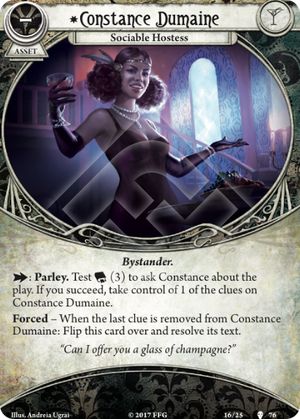 *Constance Dumaine
Sociable Hostess
ASSET
Bystander.
: Parley. Test (3) to ask Constance about the
play. If you succeed, take control of 1 of the clues on
Constance Dumaine.
Forced – When the last clue is removed from Constance
Dumaine: Flip this card over and resolve its text.
“Can I offer you a glass of champagne?”
Illus. Andreia Ugrai
© 2017 FFG
16/25
76